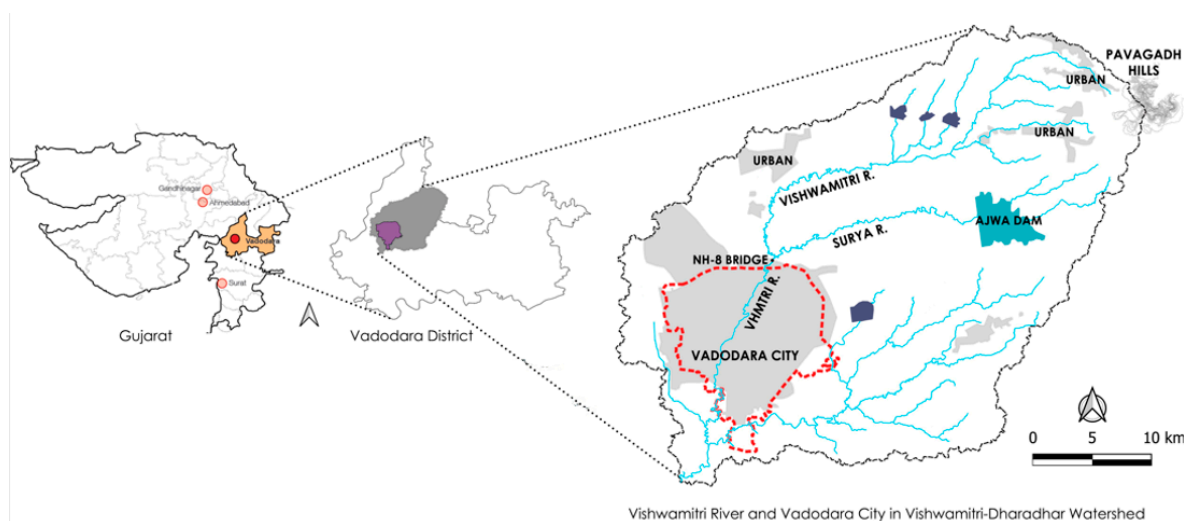 Gandhinagar
Ahmedabad
Vadodara
Surat
Gujarat
Vadodara District
PAVAGADH
HILLS
URBAN
URBAN
URBAN
VISHWAMITRI R.
AJWA DAM
SURYA R.
NH-8 BRIDGE
VHMTRI R.
VADODARA CITY
0 5 10 km
Vishwamitri River and Vadodara City in Vishwamitri-Dharadhar Watershed